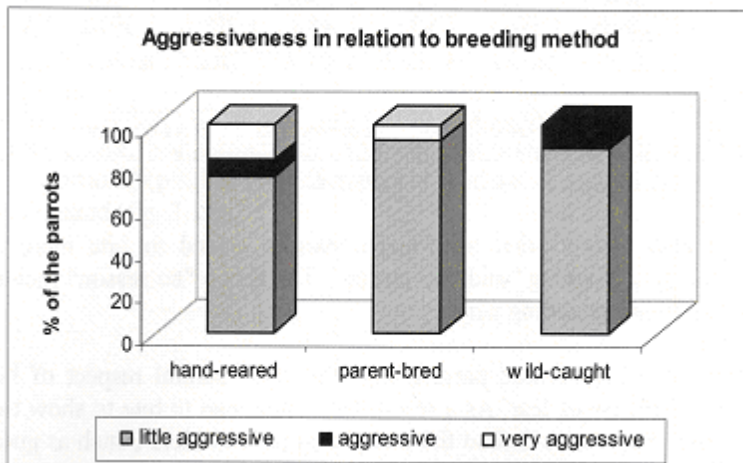 Aggressiveness in relation to breeding method
% of the parrots
100
80
60
40
20
0
hand-reared
parent-bred
wild-caught
little aggressive
aggressive
very aggressive